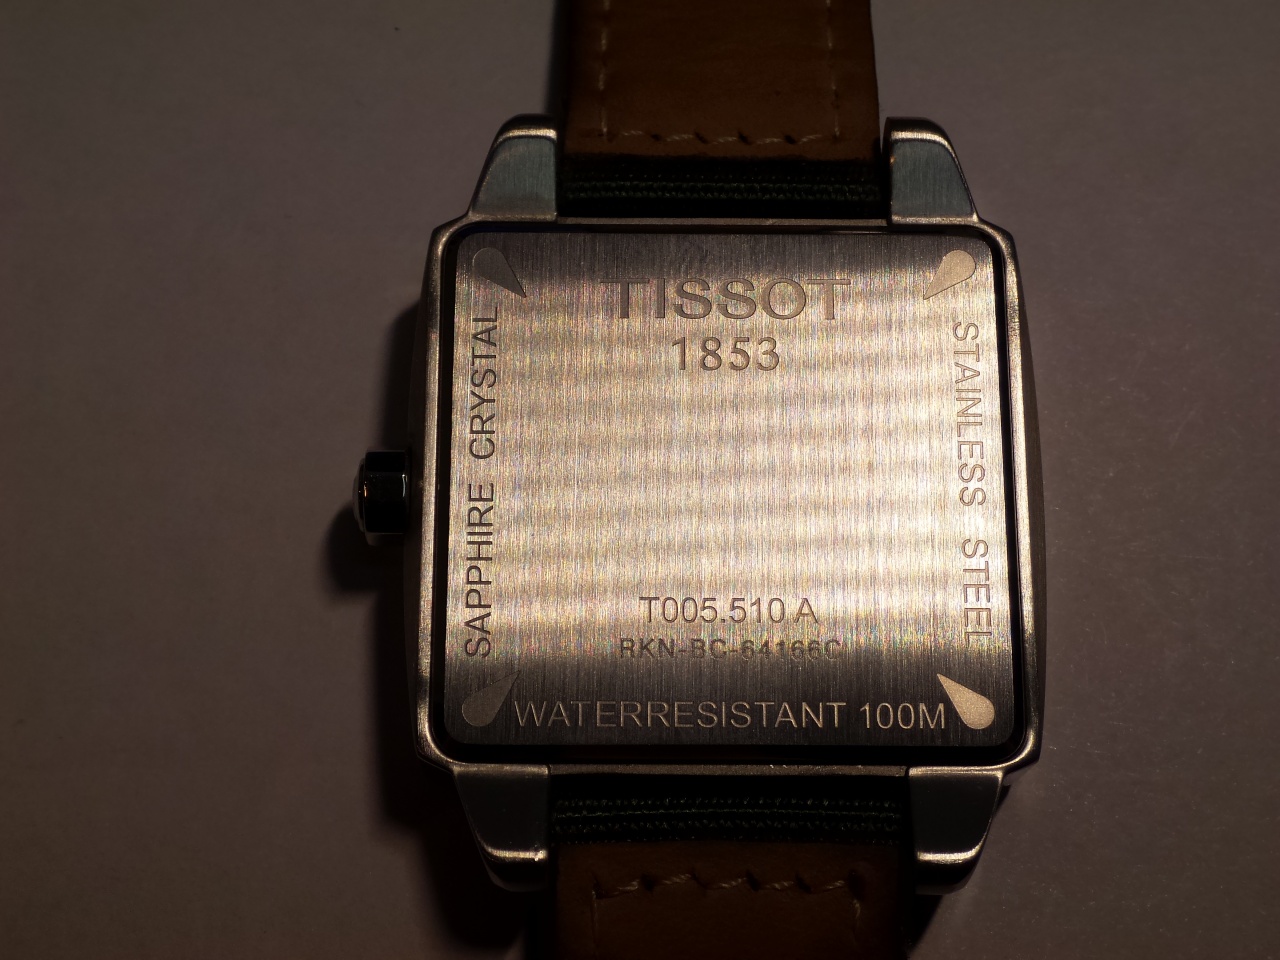 TISSOT
1853
SAPPHIRE CRYSTAL
STAINLESS STEEL
T005.510 A
RKN-BC-64166C
WATERRESISTANT 100M